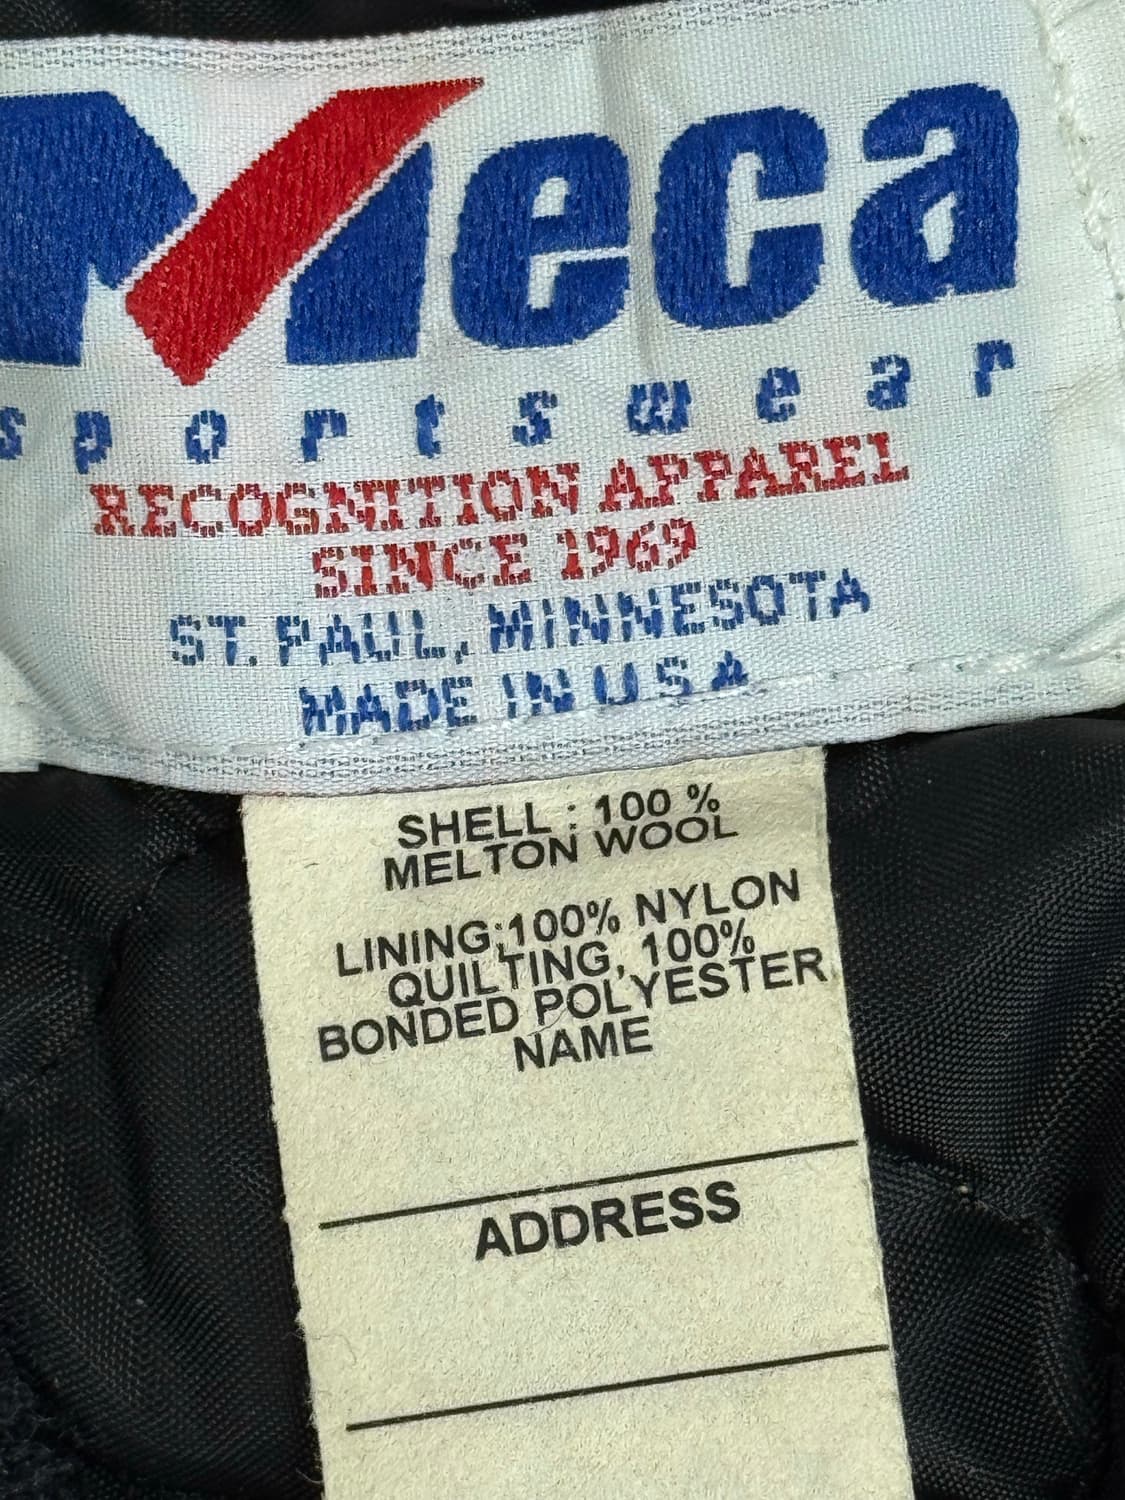 Meca
sportswear
RECOGNITION APPAREL
SINCE 1969
ST. PAUL, MINNESOTA
MADE IN U S A
SHELL : 100 %
MELTON WOOL
LINING:100% NYLON
QUILTING, 100%
BONDED POLYESTER
NAME
ADDRESS